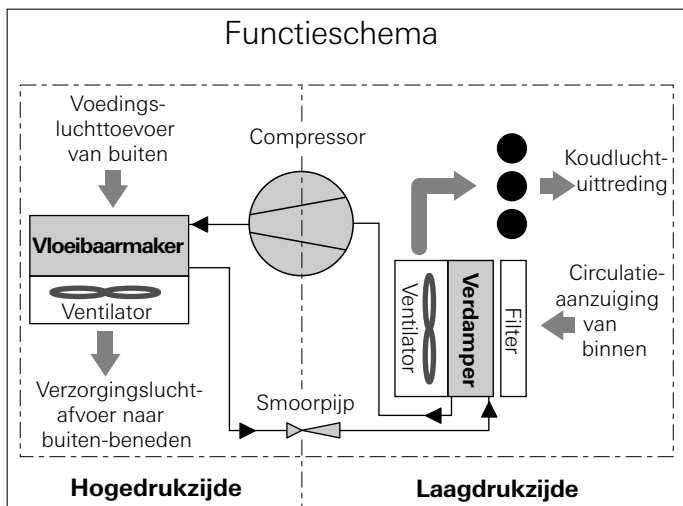 Functieschema
Voedings-
luchttoevoer
van buiten
Compressor
Koudlucht-
uittreding
Vloeibaarmaker
Ventilator
Ventilator
Verdamper
Filter
Circulatie-
aanzuiging
van
binnen
Verzorgingslucht-
afvoer naar
buiten-beneden
Smoorpijp
Hogedrukzijde
Laagdrukzijde